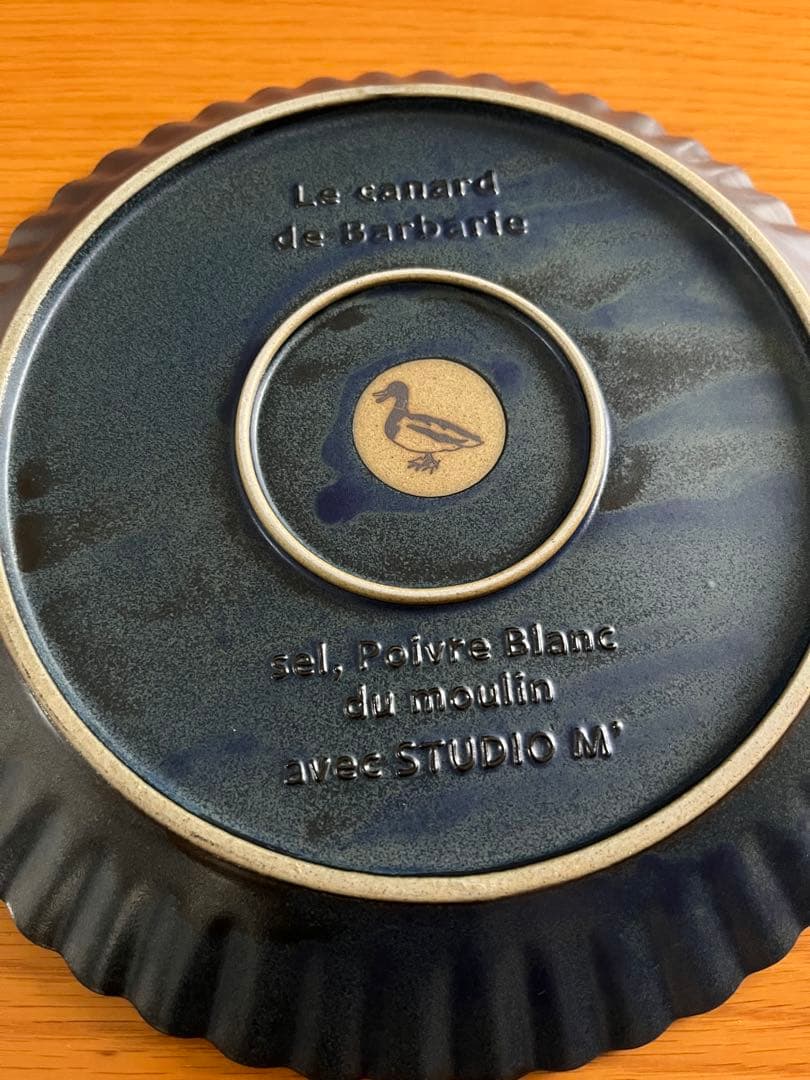 Le canard
de Barbarie
sel, Poivre Blanc
du moulin
avec STUDIO M'